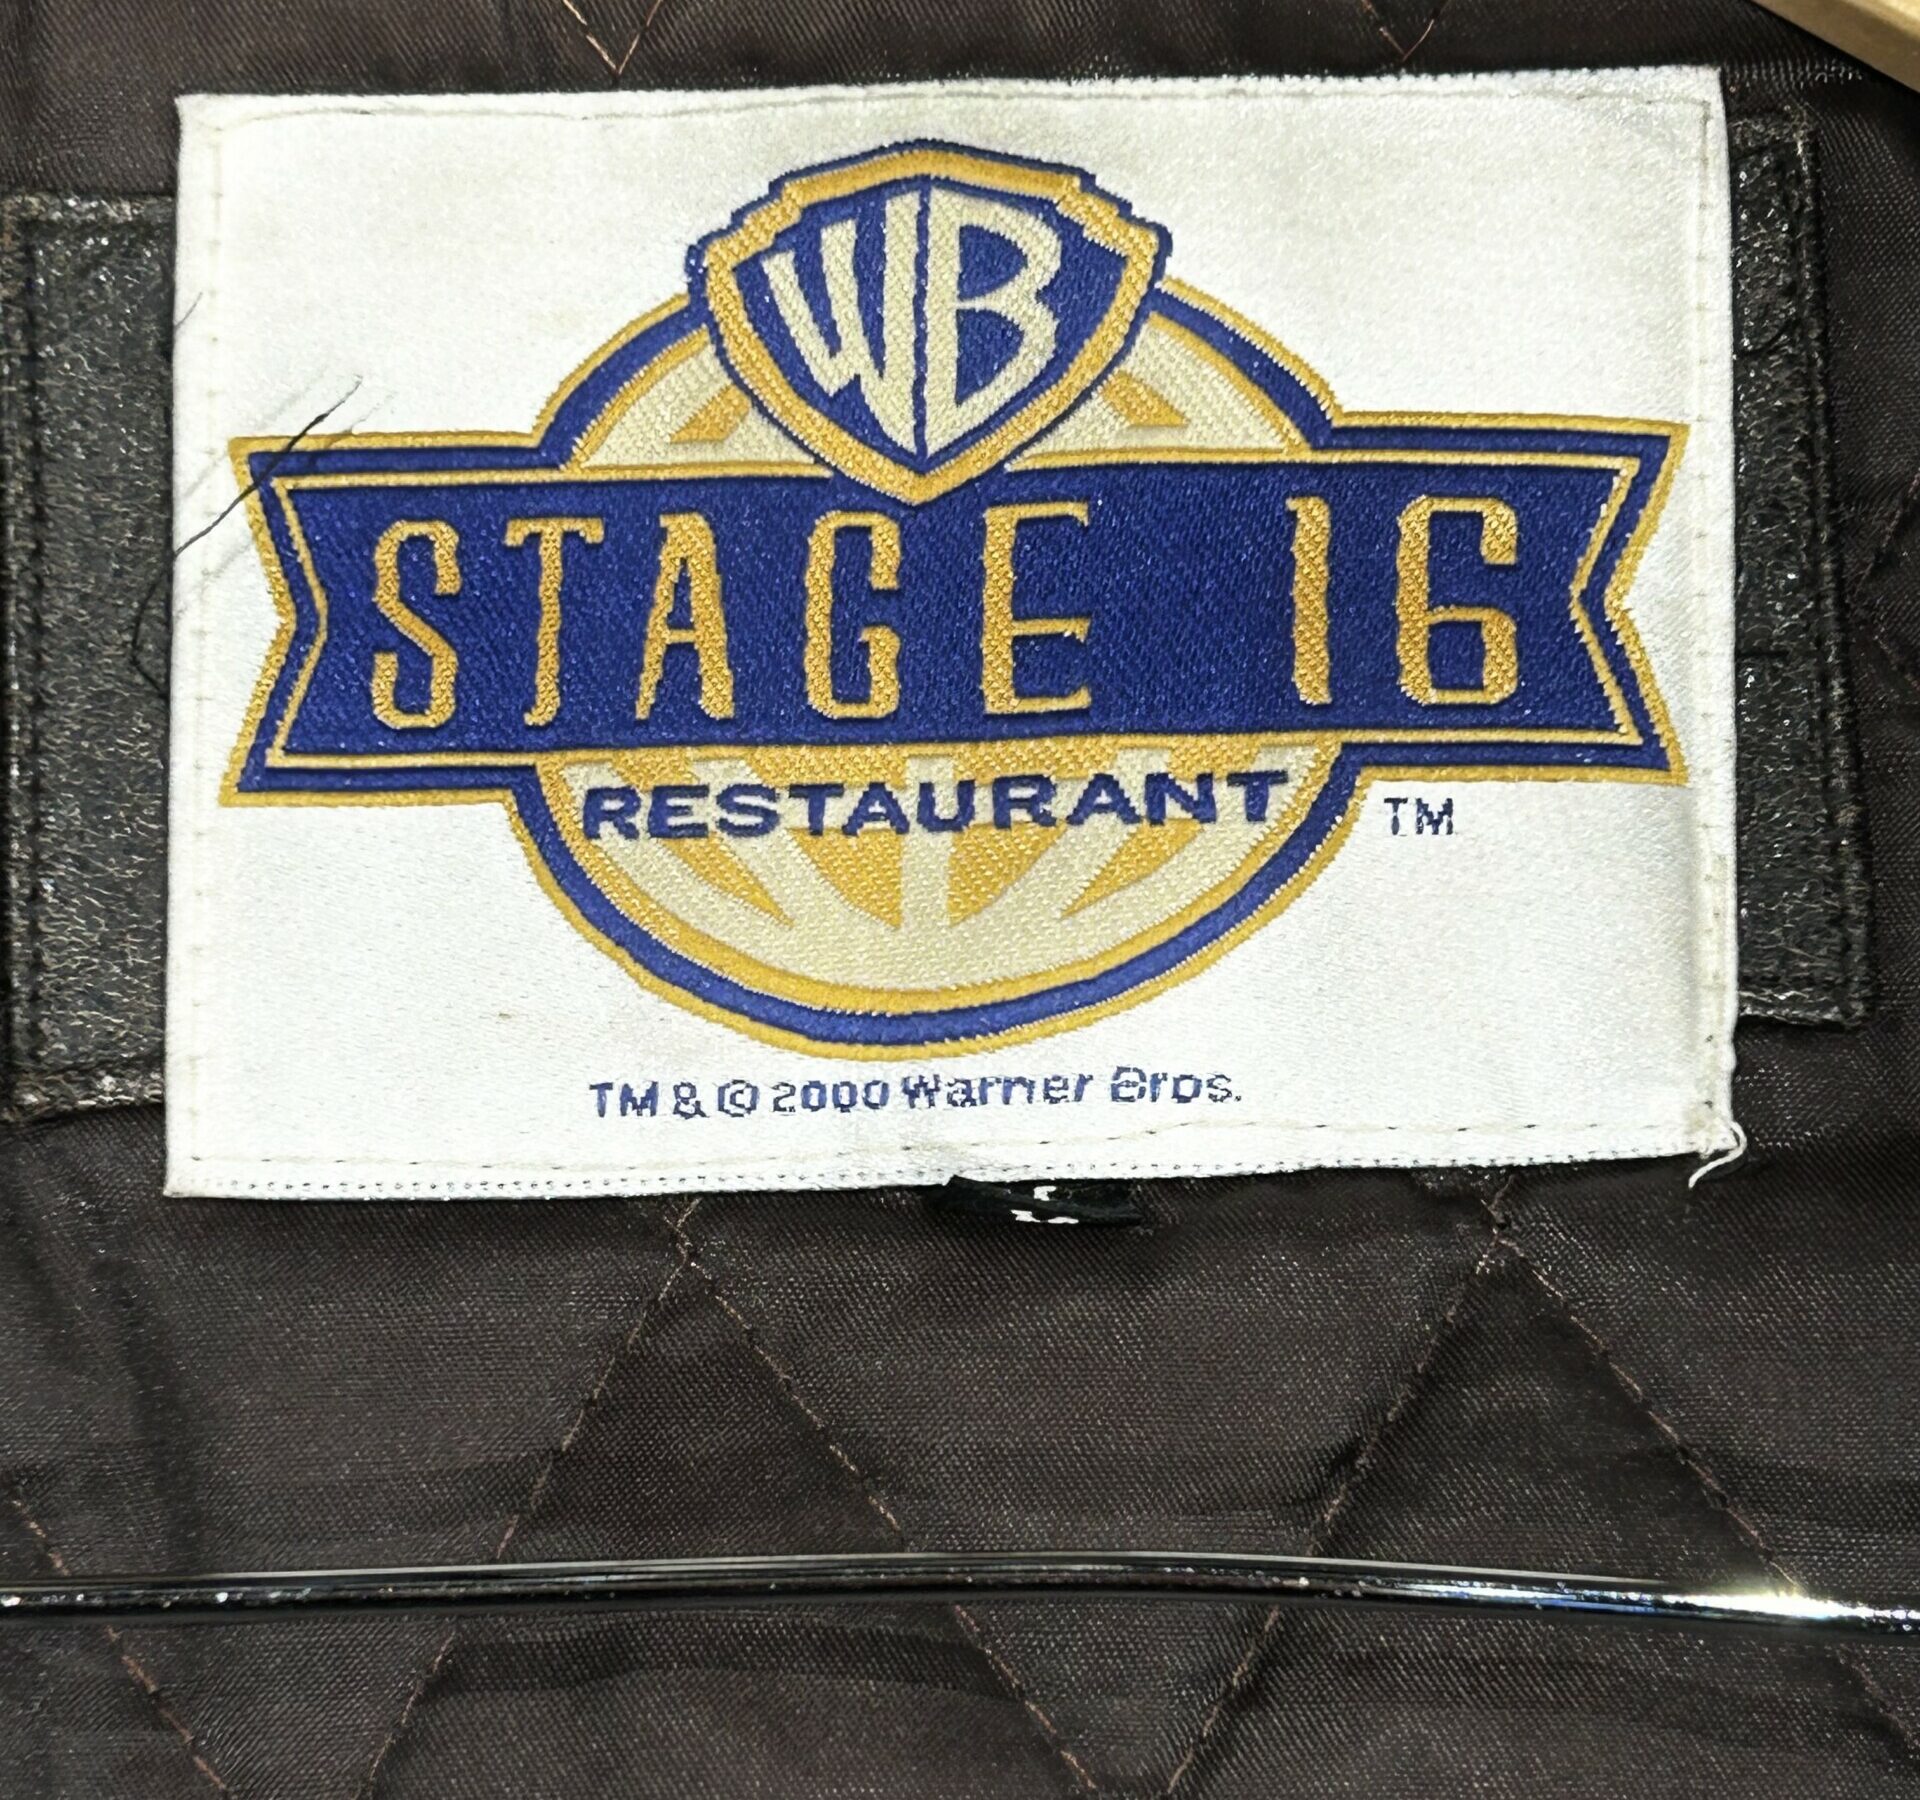 WB
STAGE 16
RESTAURANT TM
TM & © 2000 Warner Bros.